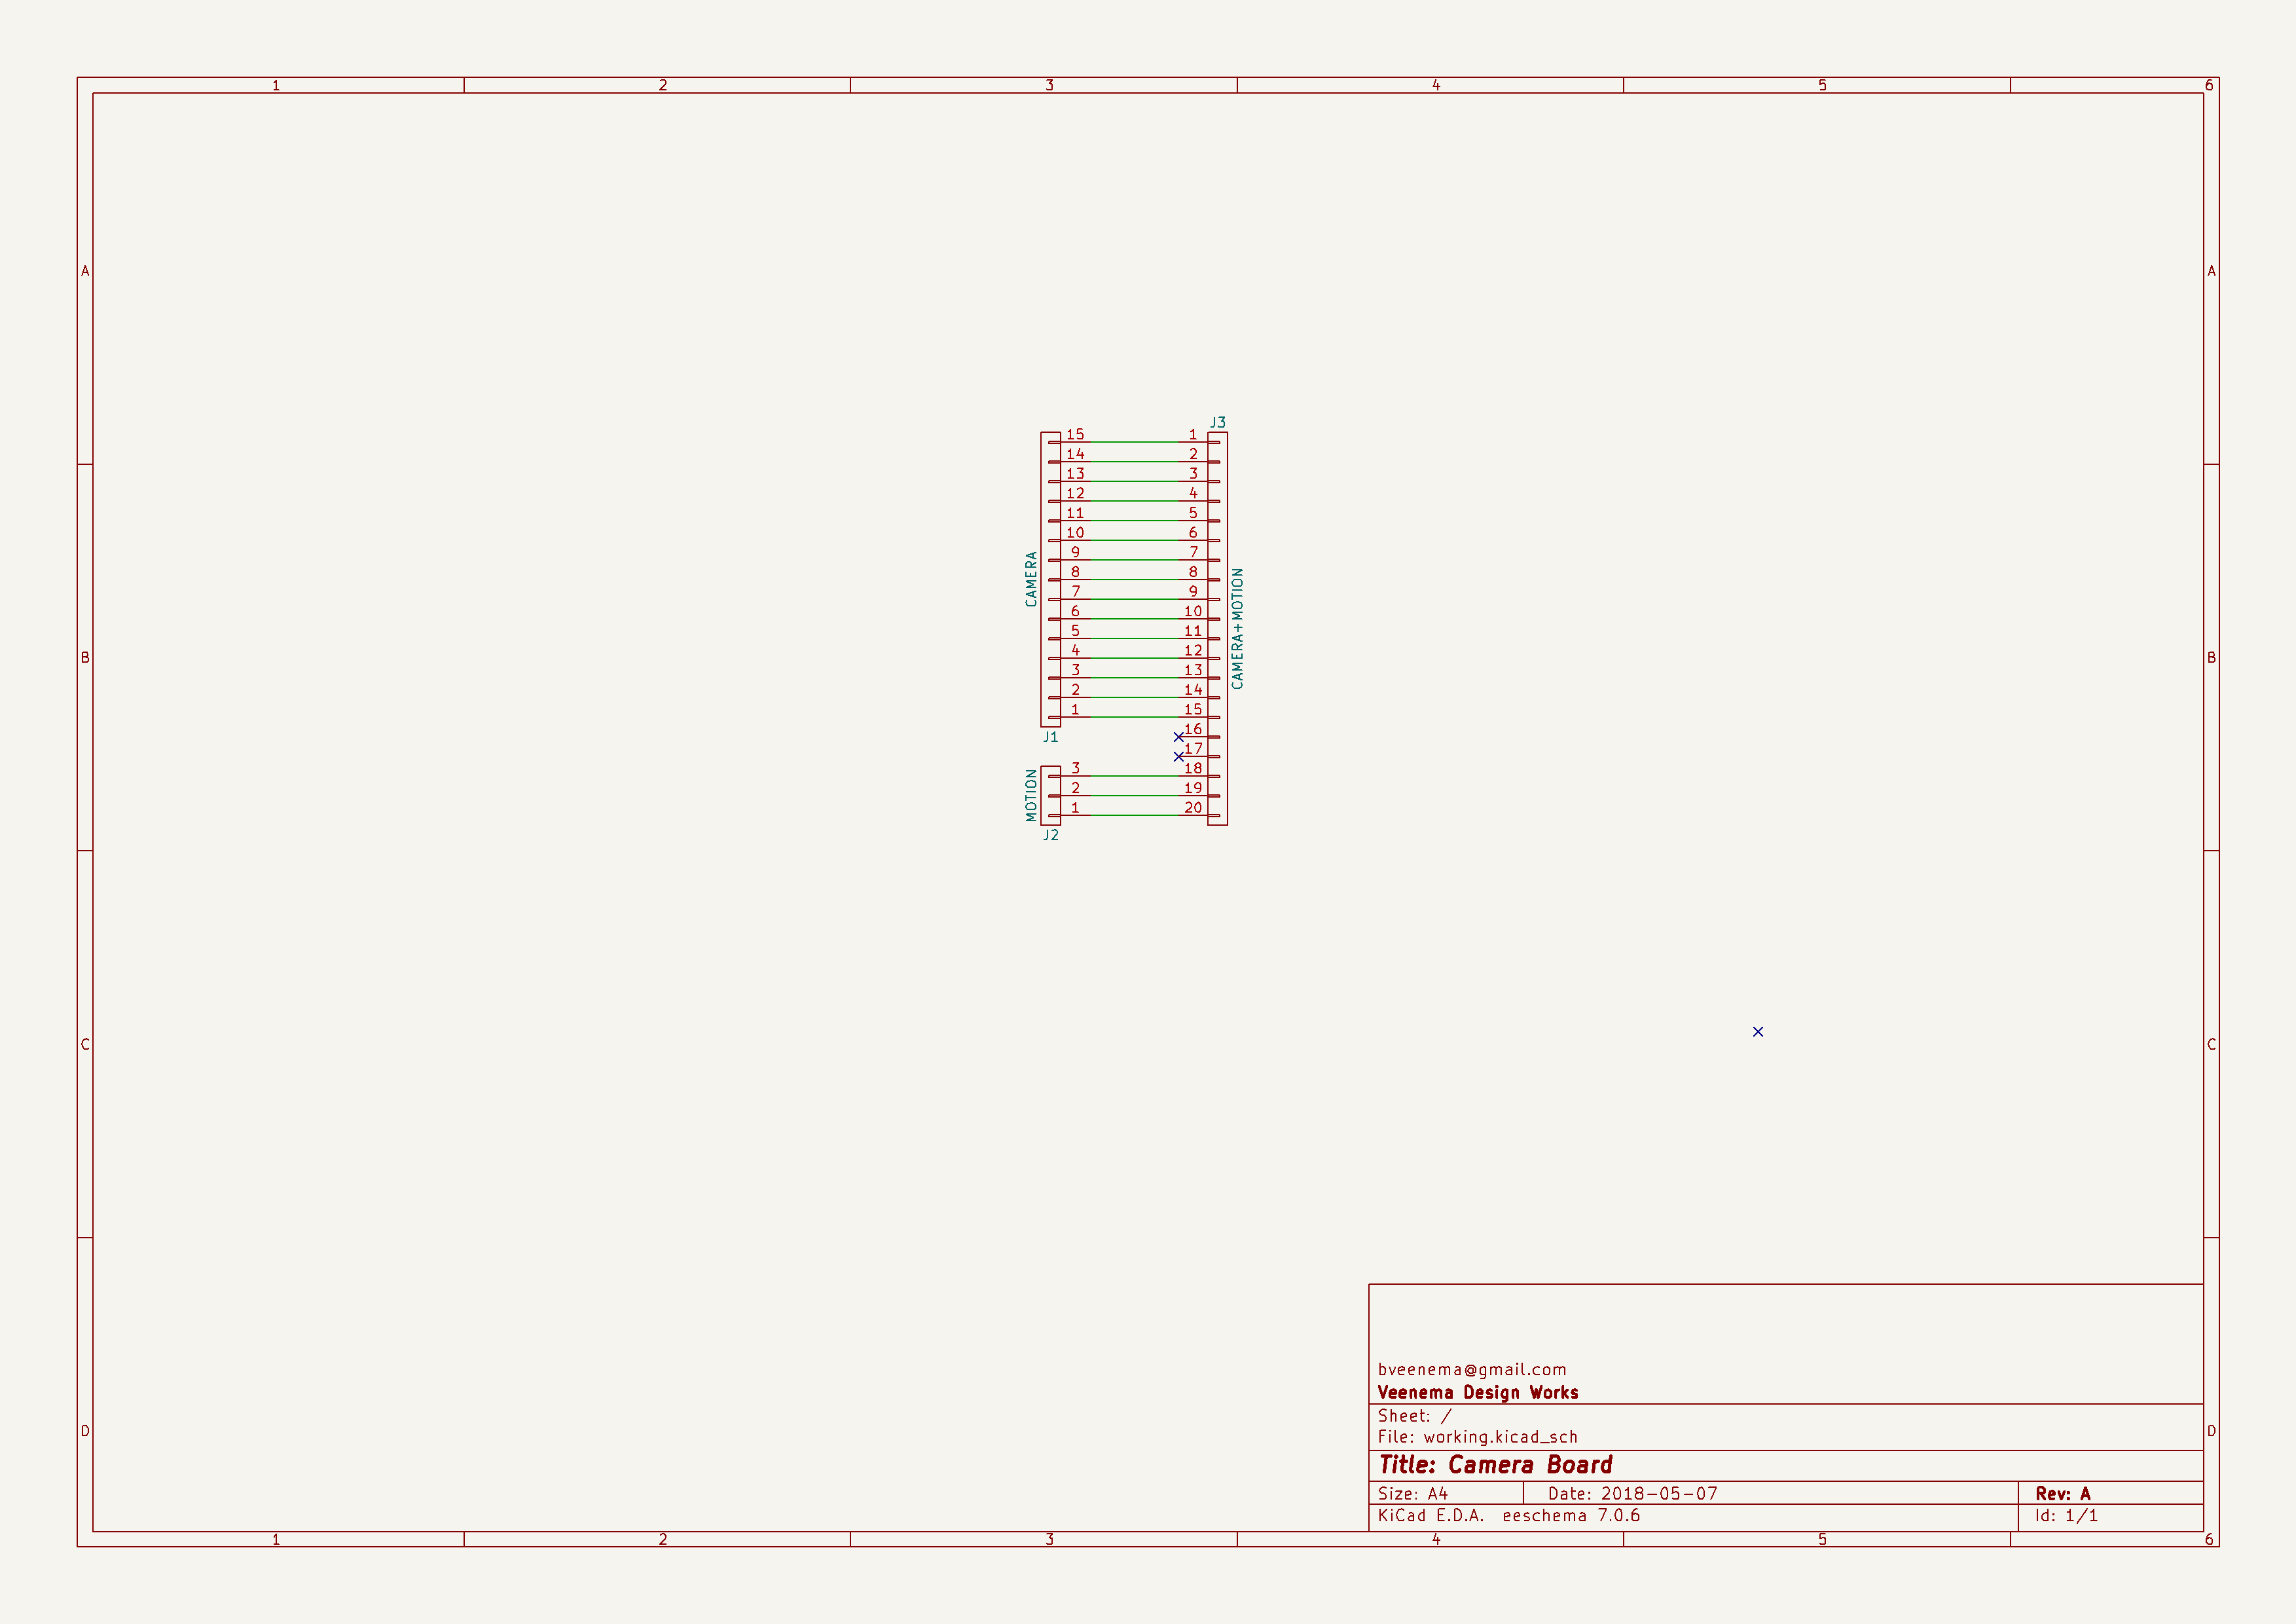 1 2 3 4 5 6
A A
B B
C C
D D
J3
15 1
14 2
13 3
12 4
11 5
10 6
9 7
8 8
7 9
6 10
5 11
4 12
3 13
2 14
1 15
16
17
CAMERA
CAMERA+MOTION
J1
3 18
2 19
1 20
MOTION
J2
bveenema@gmail.com
Veenema Design Works
Sheet: /
File: working.kicad_sch
Title: Camera Board
Size: A4 Date: 2018-05-07 Rev: A
KiCad E.D.A. eeschema 7.0.6 Id: 1/1
1 2 3 4 5 6